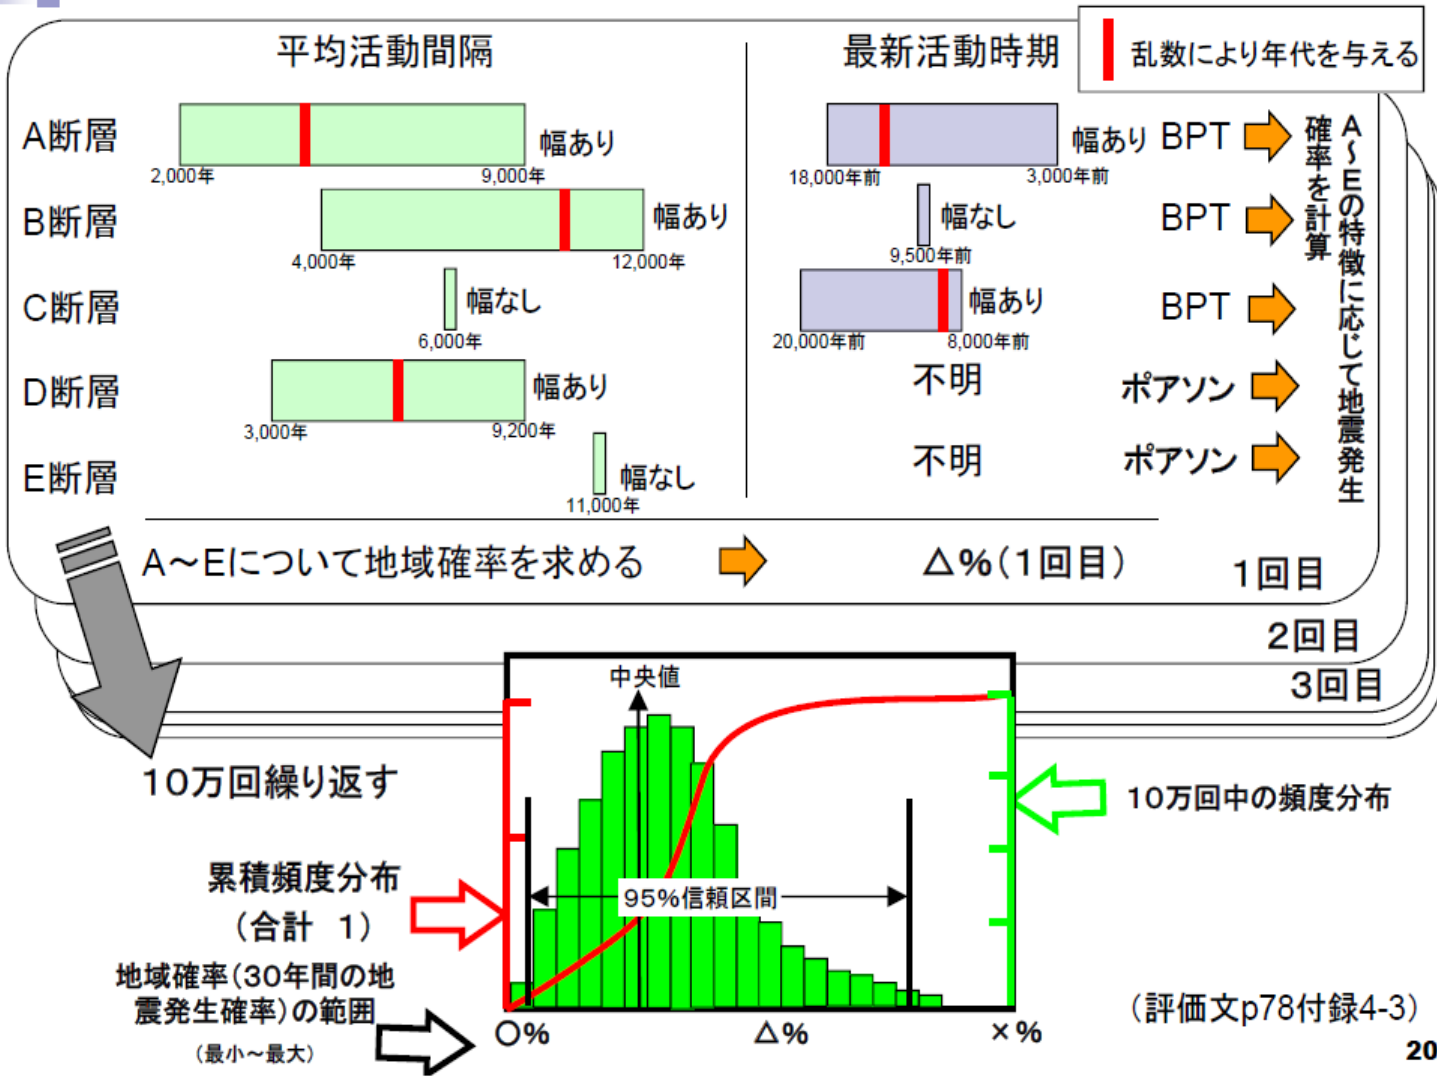 平均活動間隔
最新活動時期
乱数により年代を与える
A断層
2,000年
9,000年
幅あり
18,000年前
3,000年前
幅あり
BPT
B断層
4,000年
12,000年
幅あり
9,500年前
幅なし
BPT
C断層
6,000年
幅なし
20,000年前
8,000年前
幅あり
BPT
D断層
3,000年
9,200年
幅あり
不明
ポアソン
E断層
11,000年
幅なし
不明
ポアソン
A～Eの特徴に応じて地震発生
確率を計算
A～Eについて地域確率を求める
△%(1回目)
1回目
2回目
3回目
10万回繰り返す
中央値
95%信頼区間
10万回中の頻度分布
累積頻度分布
(合計 1)
地域確率(30年間の地
震発生確率)の範囲
(最小～最大)
○%
△%
×%
(評価文p78付録4-3)
20